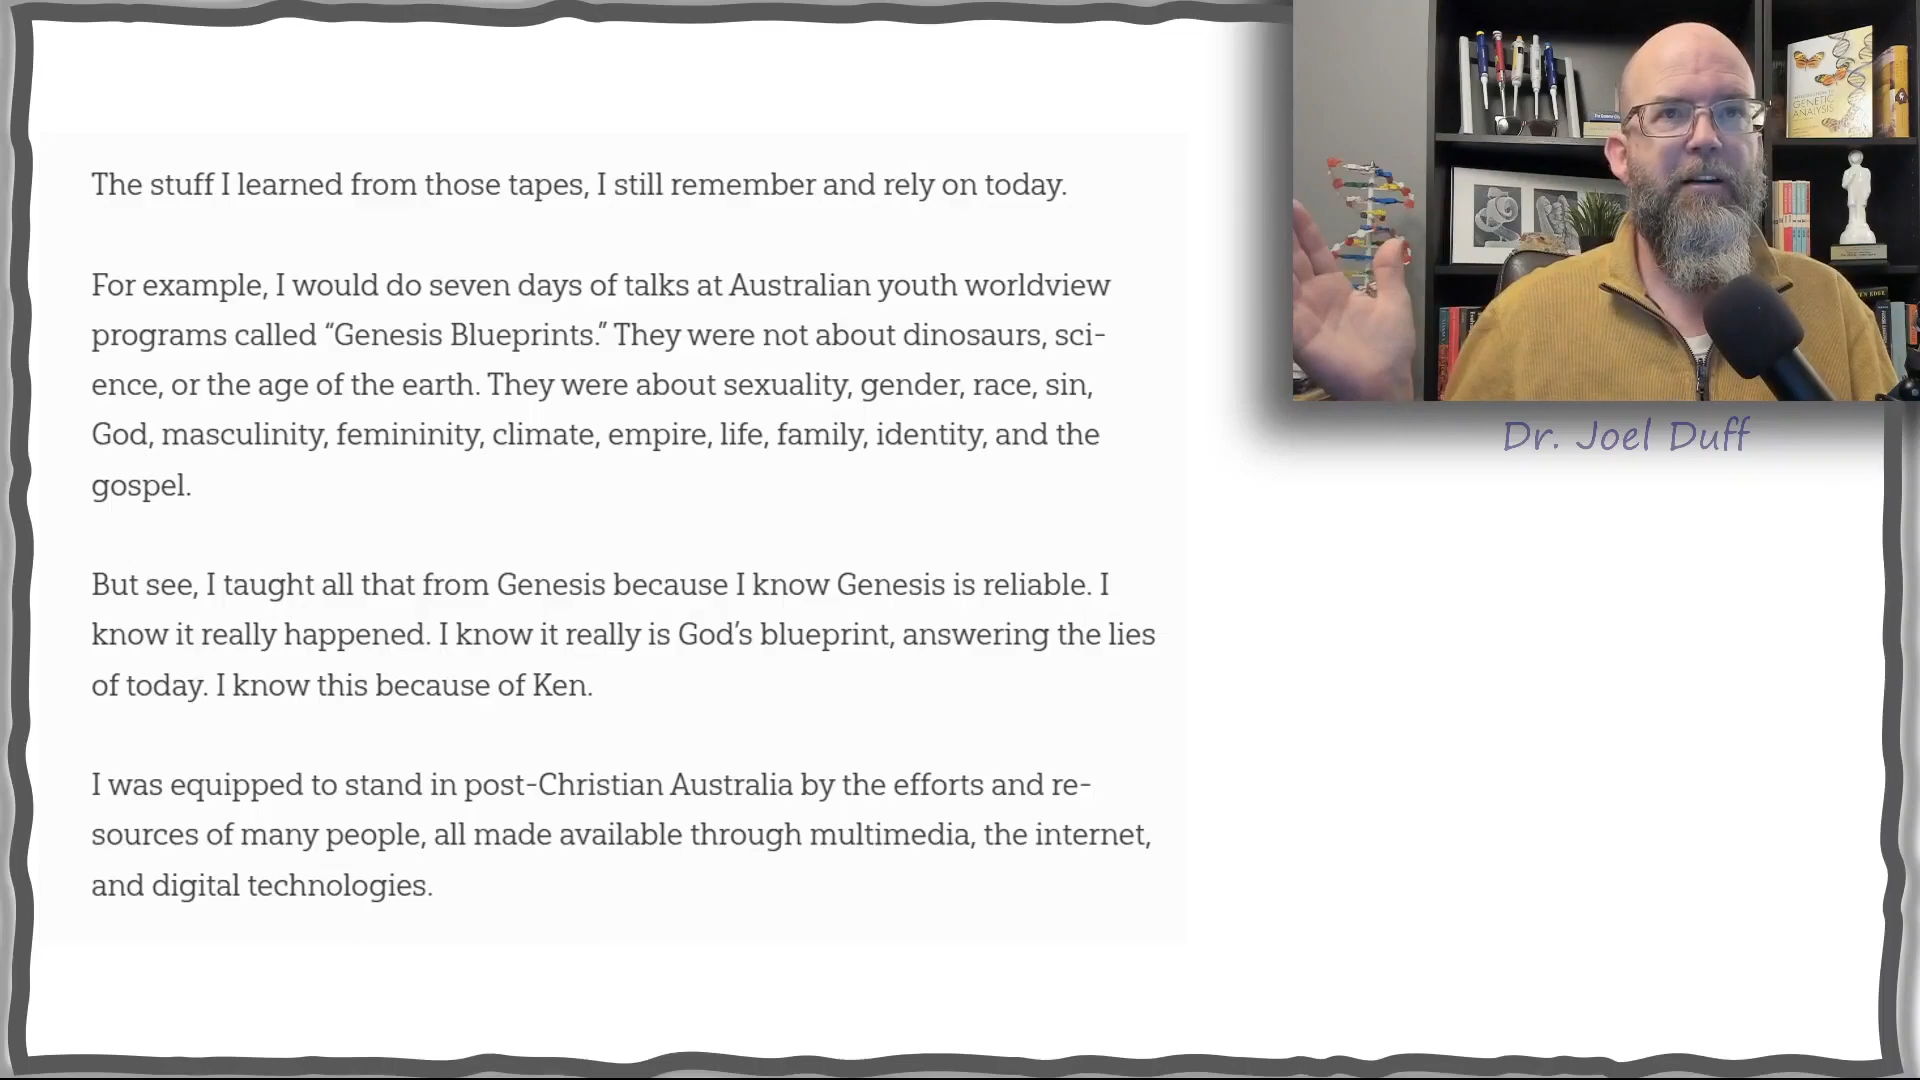 The stuff I learned from those tapes, I still remember and rely on today.
For example, I would do seven days of talks at Australian youth worldview
programs called “Genesis Blueprints.” They were not about dinosaurs, sci-
ence, or the age of the earth. They were about sexuality, gender, race, sin,
God, masculinity, femininity, climate, empire, life, family, identity, and the
gospel.
But see, I taught all that from Genesis because I know Genesis is reliable. I
know it really happened. I know it really is God’s blueprint, answering the lies
of today. I know this because of Ken.
I was equipped to stand in post-Christian Australia by the efforts and re-
sources of many people, all made available through multimedia, the internet,
and digital technologies.
GENETIC
ANALYSIS
Dr. Joel Duff